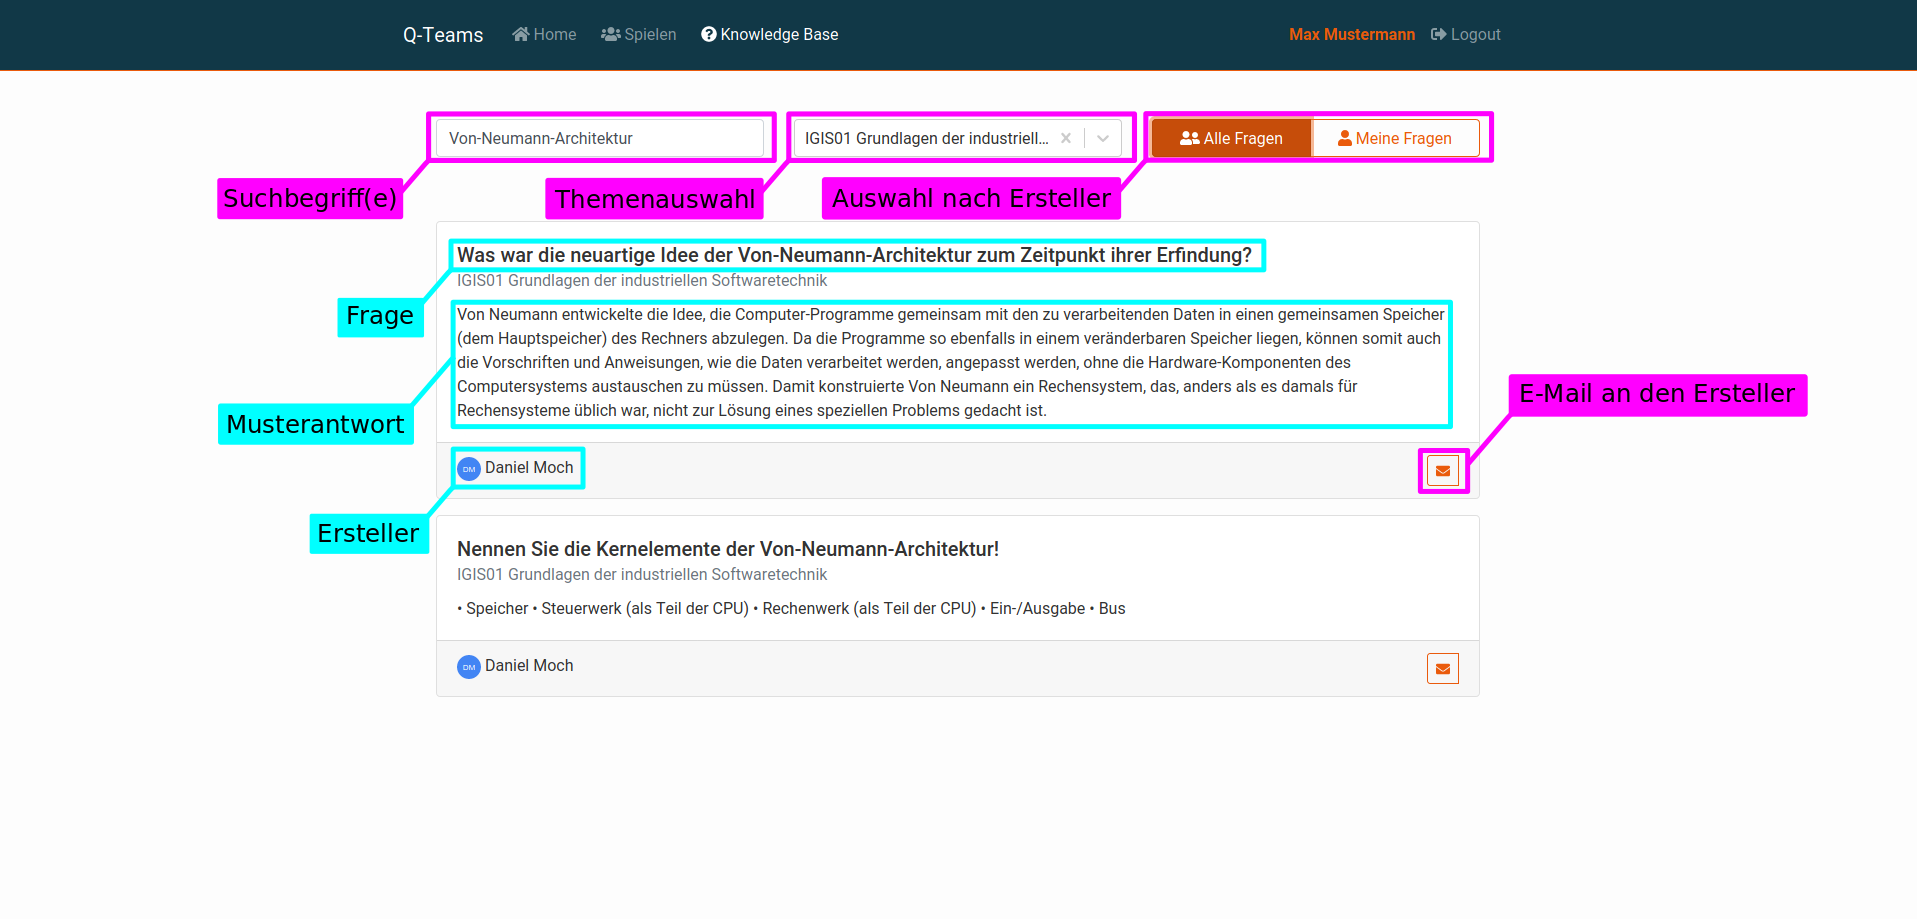 Q-Teams Home Spielen Knowledge Base Max Mustermann Logout
Von-Neumann-Architektur
IGIS01 Grundlagen der industriell...
Alle Fragen Meine Fragen
Suchbegriff(e)
Themenauswahl
Auswahl nach Ersteller
Was war die neuartige Idee der Von-Neumann-Architektur zum Zeitpunkt ihrer Erfindung?
IGIS01 Grundlagen der industriellen Softwaretechnik
Frage
Von Neumann entwickelte die Idee, die Computer-Programme gemeinsam mit den zu verarbeitenden Daten in einen gemeinsamen Speicher
(dem Hauptspeicher) des Rechners abzulegen. Da die Programme so ebenfalls in einem veränderbaren Speicher liegen, können somit auch
die Vorschriften und Anweisungen, wie die Daten verarbeitet werden, angepasst werden, ohne die Hardware-Komponenten des
Computersystems austauschen zu müssen. Damit konstruierte Von Neumann ein Rechensystem, das, anders als es damals für
Rechensysteme üblich war, nicht zur Lösung eines speziellen Problems gedacht ist.
Musterantwort
E-Mail an den Ersteller
DM Daniel Moch
Ersteller
Nennen Sie die Kernelemente der Von-Neumann-Architektur!
IGIS01 Grundlagen der industriellen Softwaretechnik
• Speicher • Steuerwerk (als Teil der CPU) • Rechenwerk (als Teil der CPU) • Ein-/Ausgabe • Bus
DM Daniel Moch